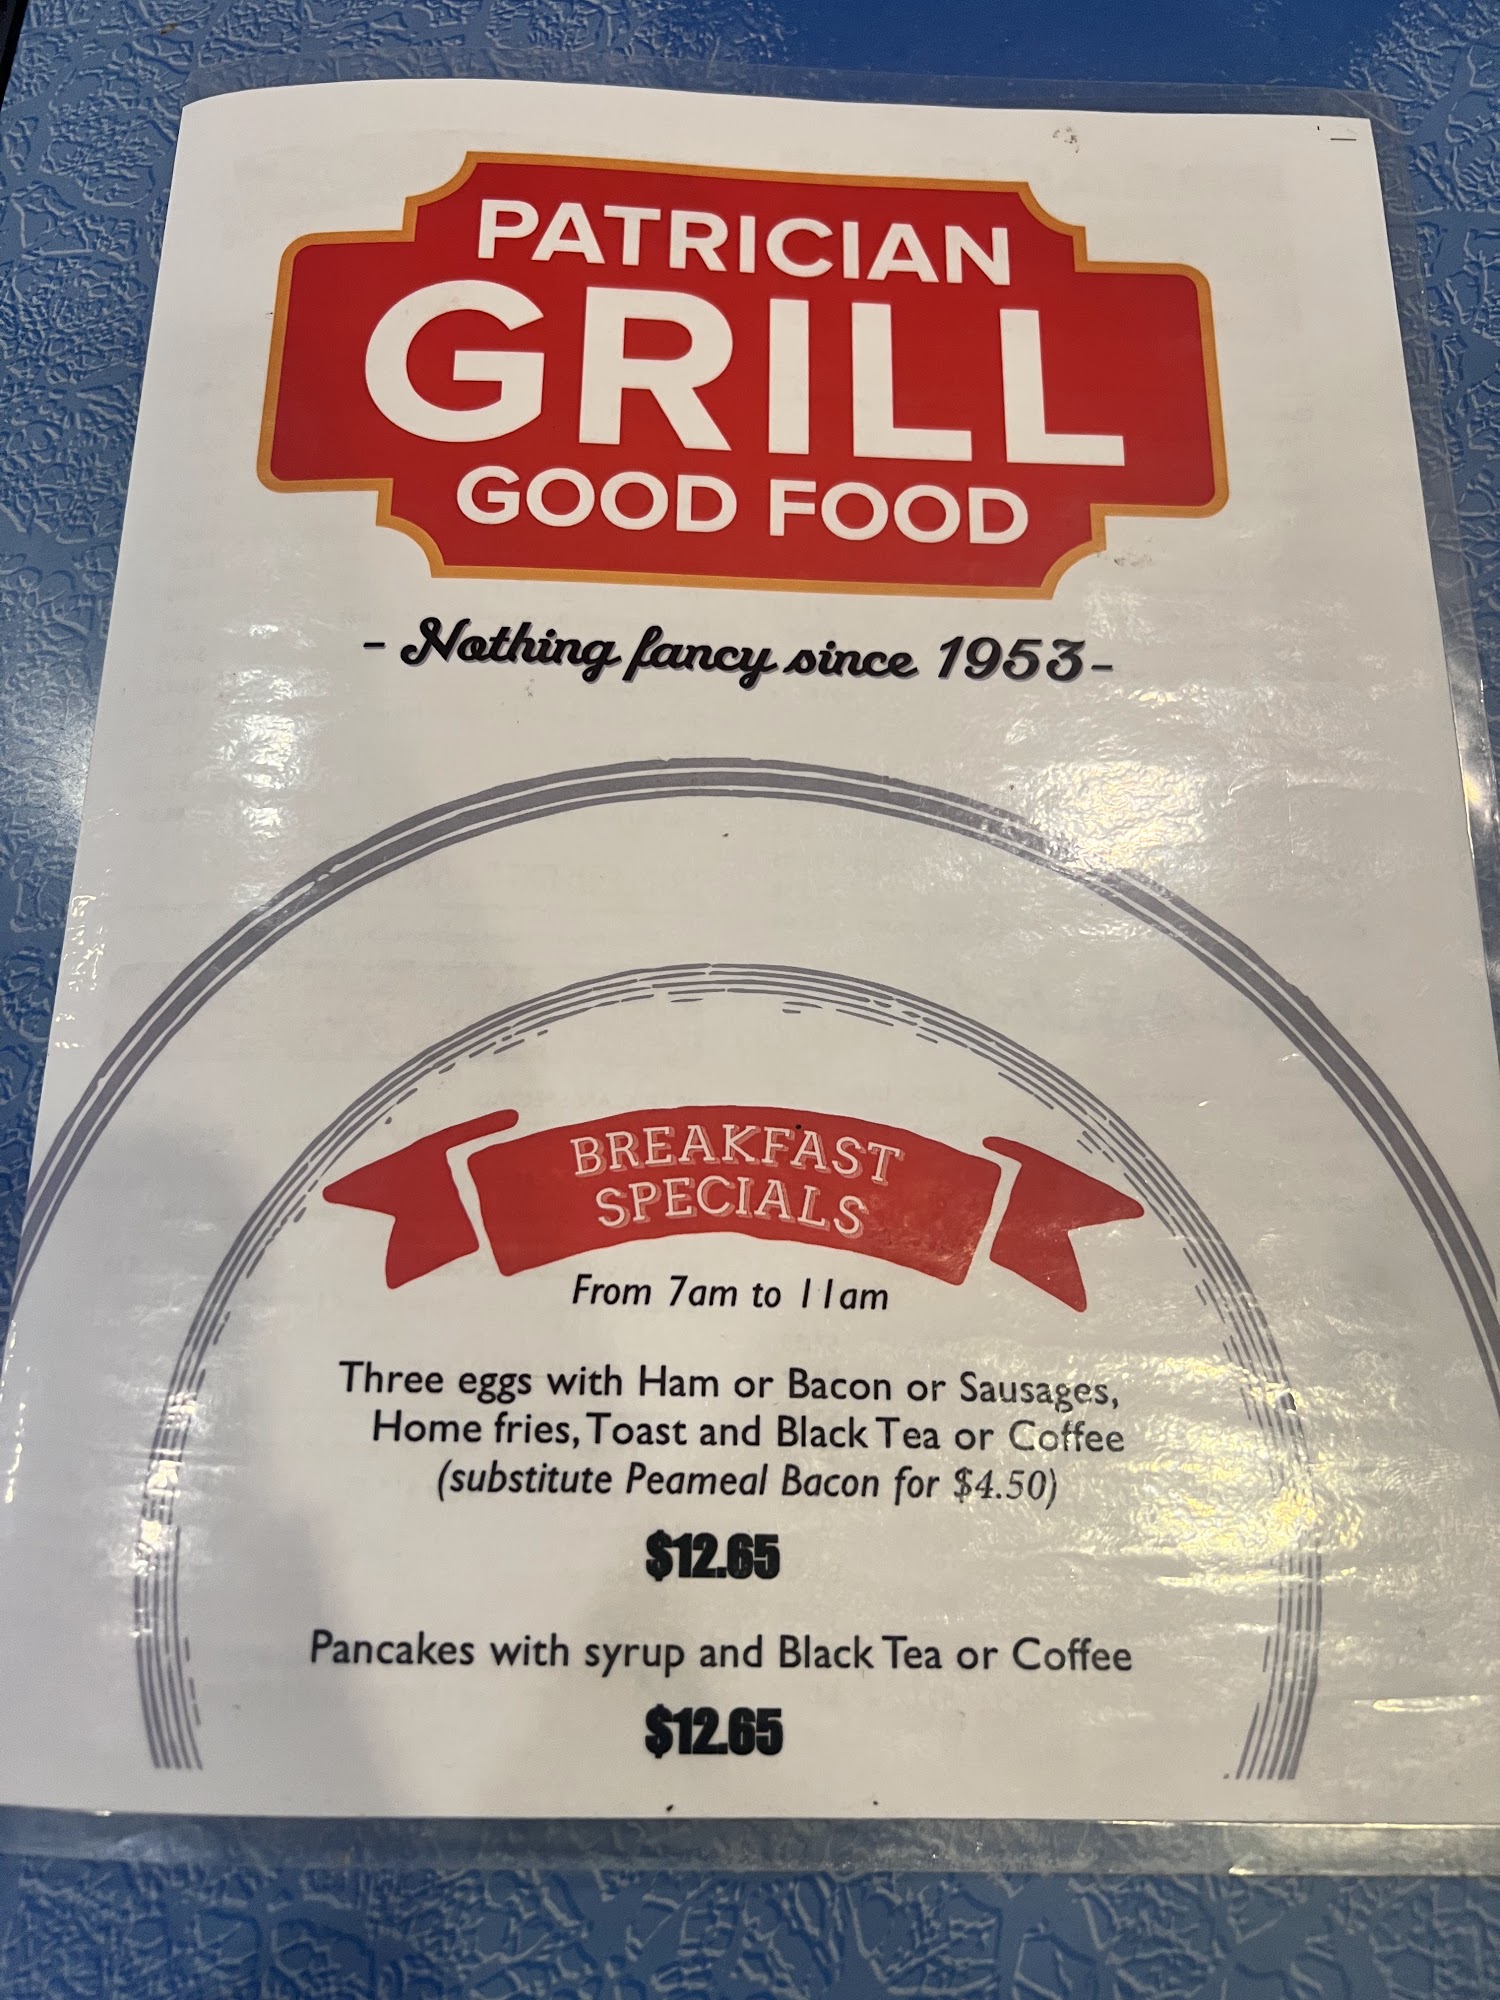 PATRICIAN
GRILL
GOOD FOOD
- Nothing fancy since 1953-
BREAKFAST
SPECIALS
From 7am to 11am
Three eggs with Ham or Bacon or Sausages,
Home fries, Toast and Black Tea or Coffee
(substitute Peameal Bacon for $4.50)
$12.65
Pancakes with syrup and Black Tea or Coffee
$12.65